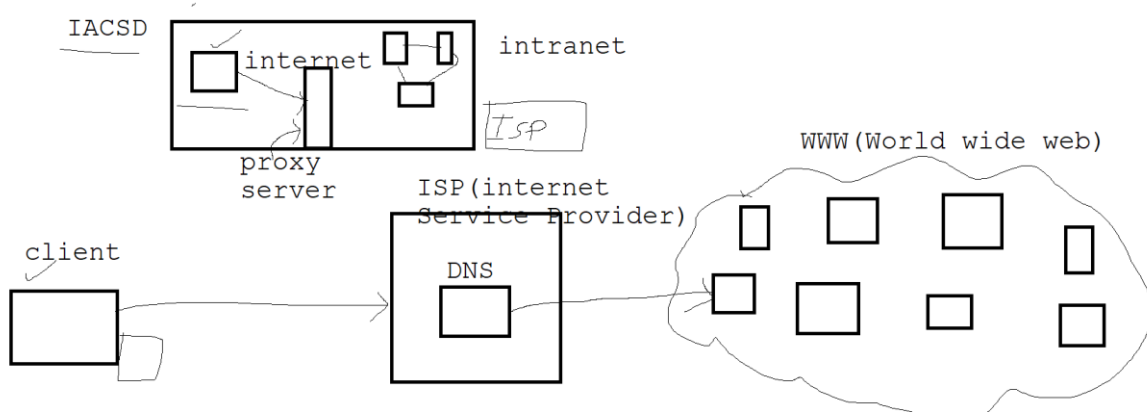 IACSD
internet
intranet
Isp
proxy
server
WWW(World wide web)
ISP(internet
Service Provider)
client
DNS